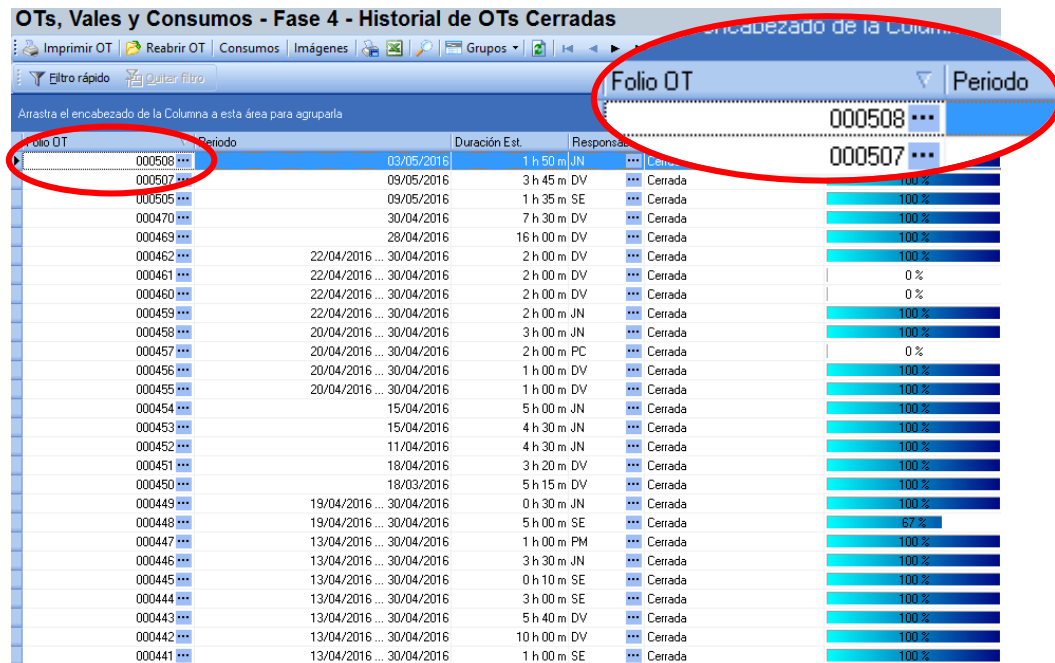 OTs, Vales y Consumos - Fase 4 - Historial de OTs Cerradas
Imprimir OT Reabrir OT Consumos Imágenes Grupos
Filtro rápido Quitar filtro
Arrastra el encabezado de la Columna a esta área para agruparla
encabezado de la Column
Folio OT Periodo
000508 ...
000507 ...
Folio OT Periodo Duración Est. Responsab
000508 ... 03/05/2016 1 h 50 m JN ... Cerrada
000507 ... 09/05/2016 3 h 45 m DV ... Cerrada 100 %
000505 ... 09/05/2016 1 h 35 m SE ... Cerrada 100 %
000470 ... 30/04/2016 7 h 30 m DV ... Cerrada 100 %
000469 ... 28/04/2016 16 h 00 m DV ... Cerrada 100 %
000462 ... 22/04/2016 ... 30/04/2016 2 h 00 m DV ... Cerrada 100 %
000461 ... 22/04/2016 ... 30/04/2016 2 h 00 m DV ... Cerrada 0 %
000460 ... 22/04/2016 ... 30/04/2016 2 h 00 m DV ... Cerrada 0 %
000459 ... 22/04/2016 ... 30/04/2016 2 h 00 m JN ... Cerrada 100 %
000458 ... 20/04/2016 ... 30/04/2016 3 h 00 m JN ... Cerrada 100 %
000457 ... 20/04/2016 ... 30/04/2016 2 h 00 m PC ... Cerrada 0 %
000456 ... 20/04/2016 ... 30/04/2016 1 h 00 m DV ... Cerrada 100 %
000455 ... 20/04/2016 ... 30/04/2016 1 h 00 m DV ... Cerrada 100 %
000454 ... 15/04/2016 5 h 00 m JN ... Cerrada 100 %
000453 ... 15/04/2016 4 h 30 m JN ... Cerrada 100 %
000452 ... 11/04/2016 4 h 30 m JN ... Cerrada 100 %
000451 ... 18/04/2016 3 h 20 m DV ... Cerrada 100 %
000450 ... 18/03/2016 5 h 15 m DV ... Cerrada 100 %
000449 ... 19/04/2016 ... 30/04/2016 0 h 30 m JN ... Cerrada 100 %
000448 ... 19/04/2016 ... 30/04/2016 5 h 00 m SE ... Cerrada 67 %
000447 ... 13/04/2016 ... 30/04/2016 1 h 00 m PM ... Cerrada 100 %
000446 ... 13/04/2016 ... 30/04/2016 3 h 30 m JN ... Cerrada 100 %
000445 ... 13/04/2016 ... 30/04/2016 0 h 10 m SE ... Cerrada 100 %
000444 ... 13/04/2016 ... 30/04/2016 3 h 00 m SE ... Cerrada 100 %
000443 ... 13/04/2016 ... 30/04/2016 5 h 40 m DV ... Cerrada 100 %
000442 ... 13/04/2016 ... 30/04/2016 10 h 00 m DV ... Cerrada 100 %
000441 ... 13/04/2016 ... 30/04/2016 1 h 00 m SE ... Cerrada 100 %